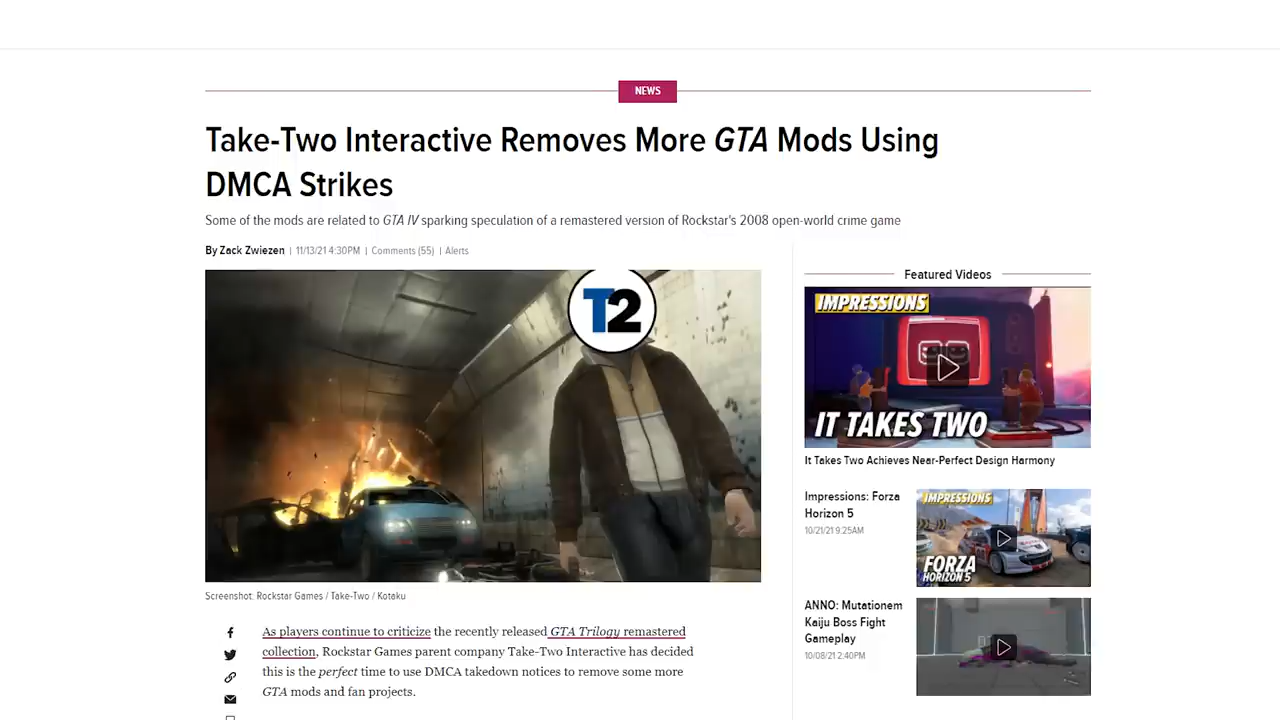 NEWS
Take-Two Interactive Removes More GTA Mods Using
DMCA Strikes
Some of the mods are related to GTA IV sparking speculation of a remastered version of Rockstar's 2008 open-world crime game
By Zack Zwiezen | 11/13/21 4:30PM | Comments (55) | Alerts
T2
Screenshot: Rockstar Games / Take-Two / Kotaku
As players continue to criticize the recently released GTA Trilogy remastered
collection, Rockstar Games parent company Take-Two Interactive has decided
this is the perfect time to use DMCA takedown notices to remove some more
GTA mods and fan projects.
Featured Videos
IMPRESSIONS
IT TAKES TWO
It Takes Two Achieves Near-Perfect Design Harmony
Impressions: Forza
Horizon 5
10/21/21 9:25AM
IMPRESSIONS
FORZA
HORIZON 5
ANNO: Mutationem
Kaiju Boss Fight
Gameplay
10/08/21 2:40PM